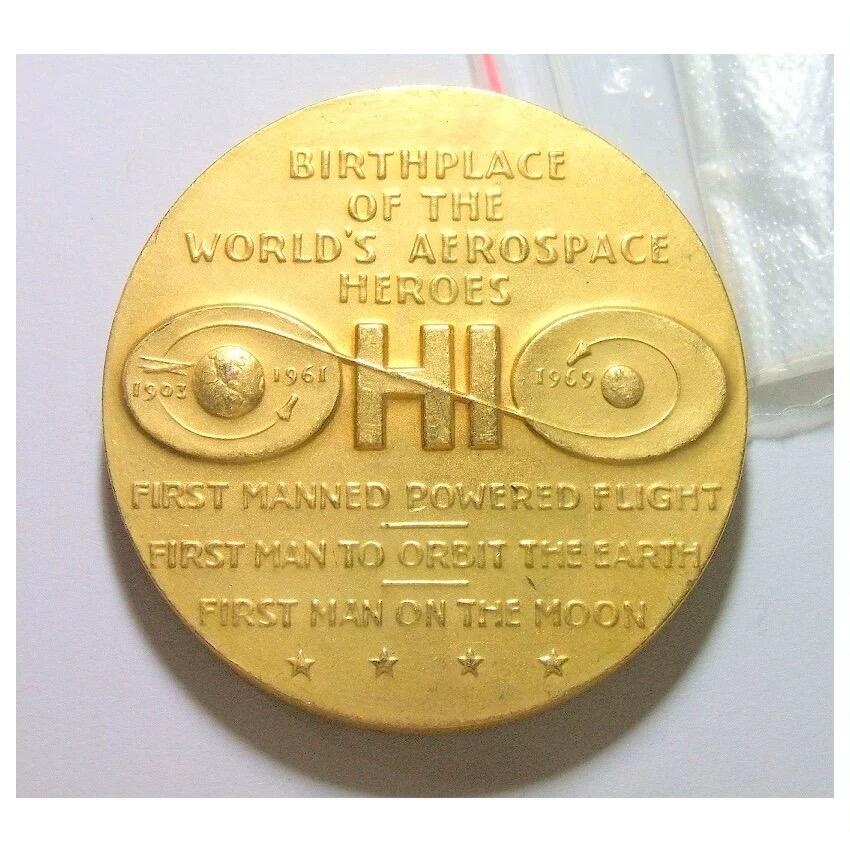 BIRTHPLACE
OF THE
WORLD'S AEROSPACE
HEROES
OHIO
1903 1961 1969
FIRST MANNED POWERED FLIGHT
FIRST MAN TO ORBIT THE EARTH
FIRST MAN ON THE MOON